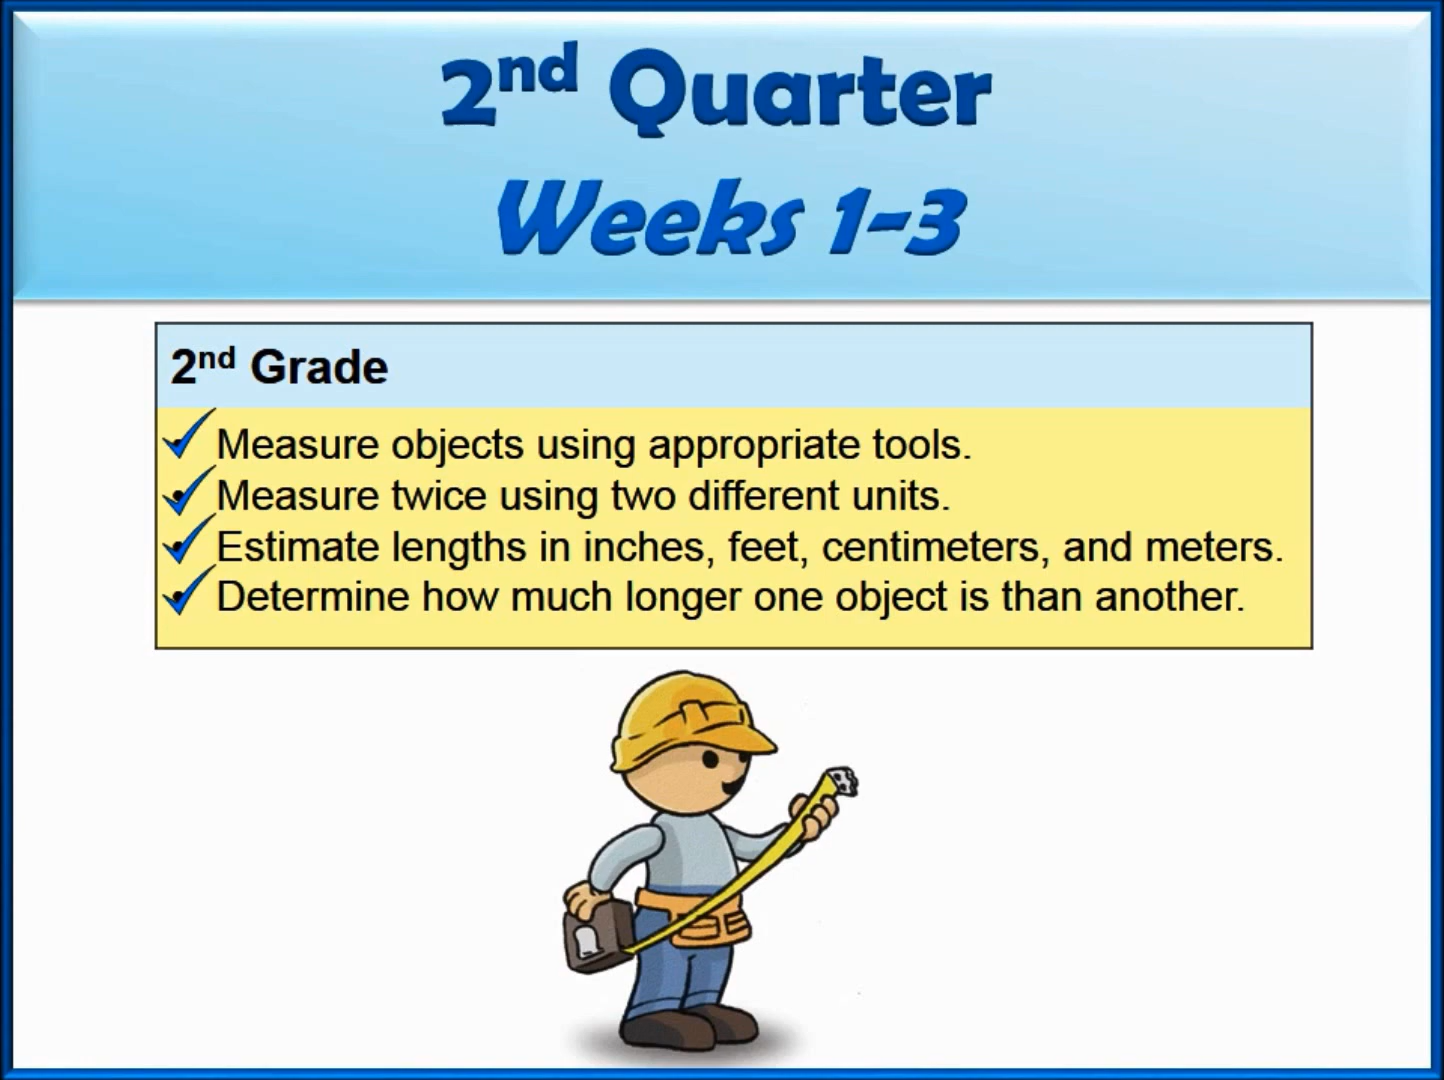 2nd Quarter
Weeks 1-3
2nd Grade
Measure objects using appropriate tools.
Measure twice using two different units.
Estimate lengths in inches, feet, centimeters, and meters.
Determine how much longer one object is than another.